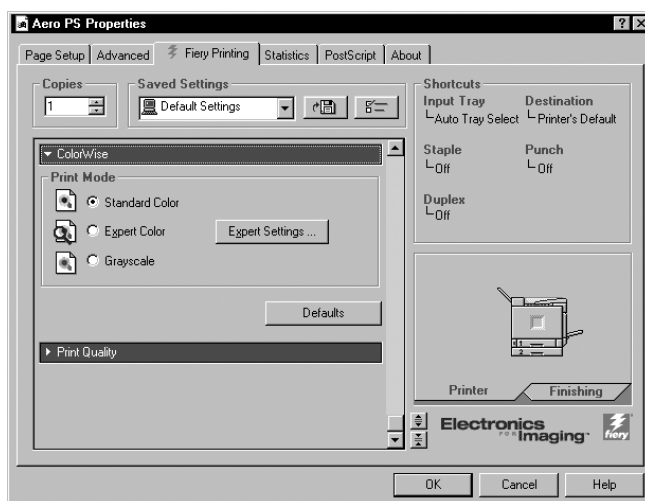 Aero PS Properties
Page Setup Advanced Fiery Printing Statistics PostScript About
Copies
1
Saved Settings
Default Settings
ColorWise
Print Mode
Standard Color
Expert Color
Expert Settings ...
Grayscale
Defaults
Print Quality
Shortcuts
Input Tray Destination
Auto Tray Select Printer's Default
Staple Punch
Off Off
Duplex
Off
1
2
Printer Finishing
Electronics
FOR Imaging
fiery
OK Cancel Help